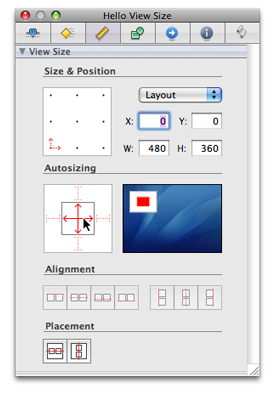 Hello View Size
View Size
Size & Position
Layout
X: 0 Y: 0
W: 480 H: 360
Autosizing
Alignment
Placement